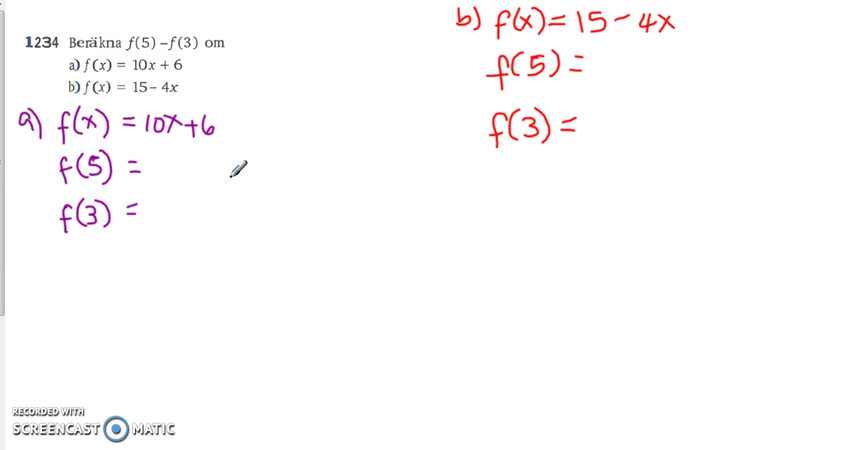 1234 Beräkna f(5) – f(3) om
a) f(x) = 10x + 6
b) f(x) = 15 – 4x
a) f(x) = 10x+6
f(5) =
f(3) =
b) f(x) = 15 - 4x
f(5) =
f(3) =
RECORDED WITH
SCREENCAST MATIC